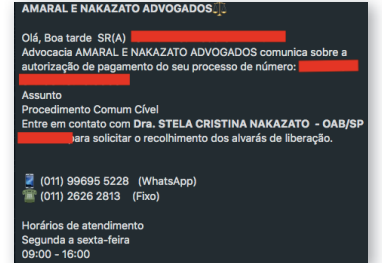 AMARAL E NAKAZATO ADVOGADOS⚖️
Olá, Boa tarde SR(A)
Advocacia AMARAL E NAKAZATO ADVOGADOS comunica sobre a
autorização de pagamento do seu processo de número:
Assunto
Procedimento Comum Cível
Entre em contato com Dra. STELA CRISTINA NAKAZATO - OAB/SP
para solicitar o recolhimento dos alvarás de liberação.
(011) 99695 5228 (WhatsApp)
(011) 2626 2813 (Fixo)
Horários de atendimento
Segunda a sexta-feira
09:00 - 16:00